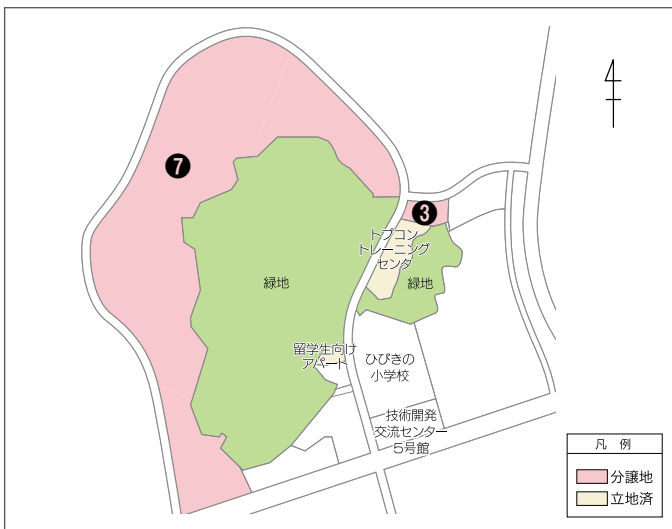 7
3
トプコン
トレーニング
センタ
緑地
緑地
留学生向け
アパート
ひびきの
小学校
技術開発
交流センター
5号館
凡 例
分譲地
立地済